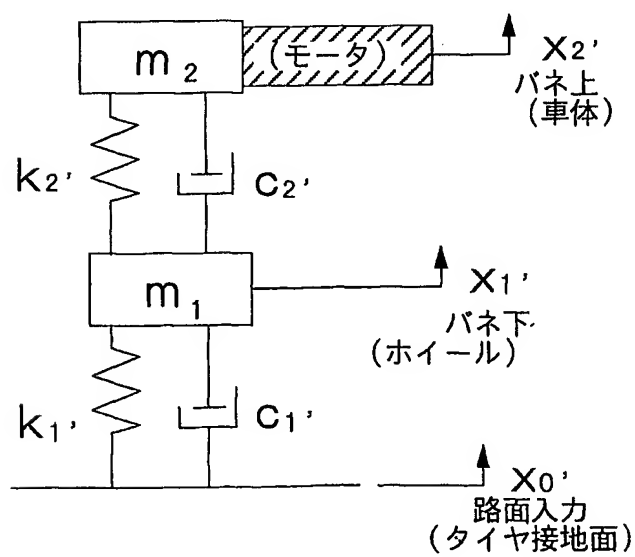 m₂
(モータ)
X₂'
バネ上
(車体)
k₂'
c₂'
m₁
X₁'
バネ下
(ホイール)
k₁'
c₁'
X₀'
路面入力
(タイヤ接地面)